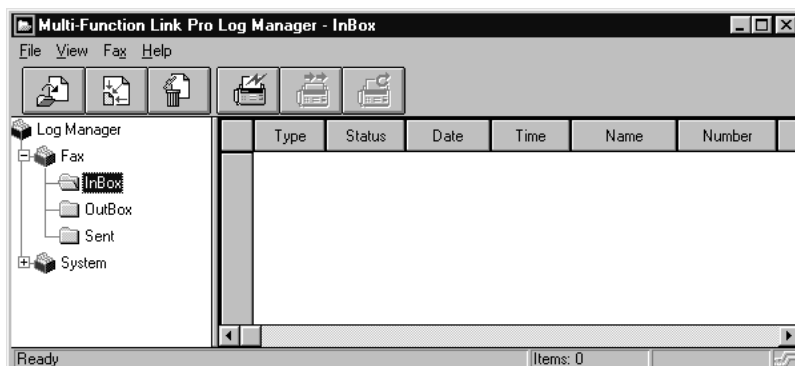 Multi-Function Link Pro Log Manager - InBox
File View Fax Help
Log Manager
Type Status Date Time Name Number
Fax
InBox
OutBox
Sent
System
Ready Items: 0